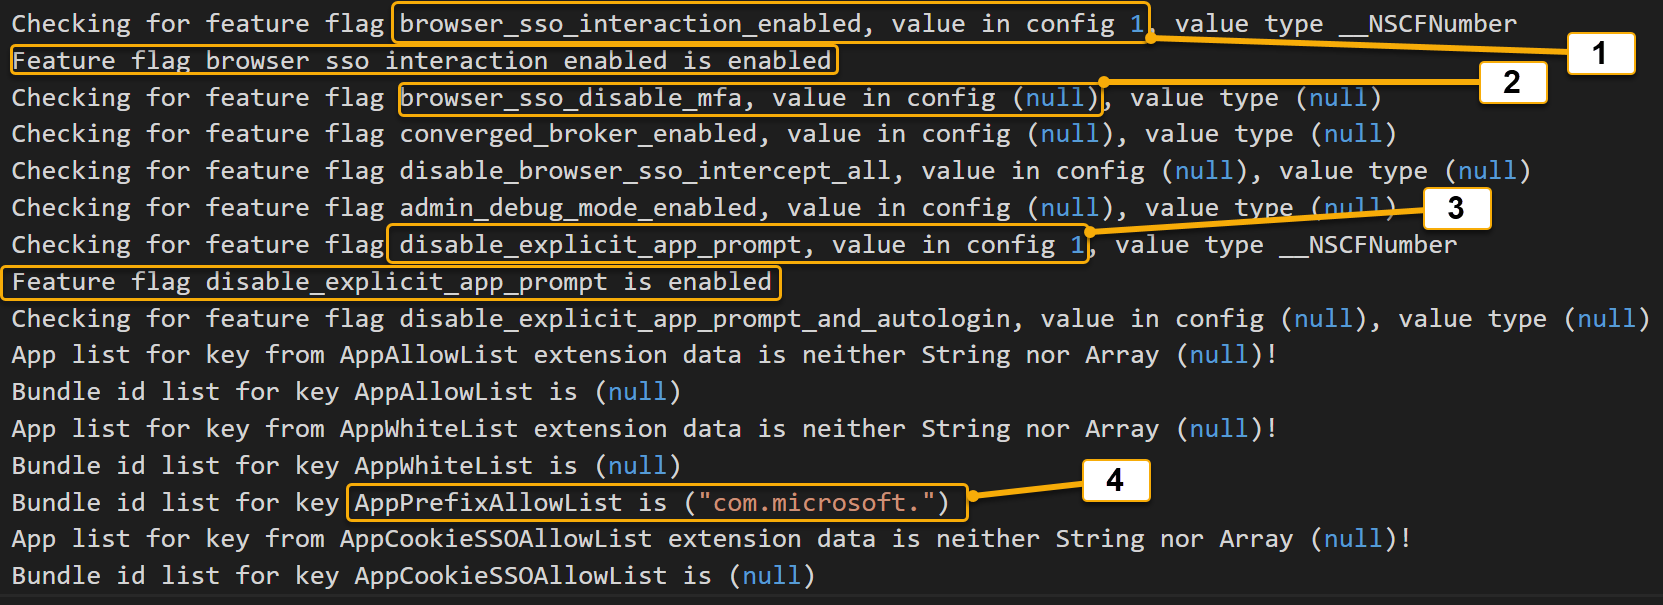 Checking for feature flag browser_sso_interaction_enabled, value in config 1, value type __NSCFNumber
1
Feature flag browser sso interaction enabled is enabled
2
Checking for feature flag browser_sso_disable_mfa, value in config (null), value type (null)
Checking for feature flag converged_broker_enabled, value in config (null), value type (null)
Checking for feature flag disable_browser_sso_intercept_all, value in config (null), value type (null)
Checking for feature flag admin_debug_mode_enabled, value in config (null), value type (null)
3
Checking for feature flag disable_explicit_app_prompt, value in config 1, value type __NSCFNumber
Feature flag disable_explicit_app_prompt is enabled
Checking for feature flag disable_explicit_app_prompt_and_autologin, value in config (null), value type (null)
App list for key from AppAllowList extension data is neither String nor Array (null)!
Bundle id list for key AppAllowList is (null)
App list for key from AppWhiteList extension data is neither String nor Array (null)!
Bundle id list for key AppWhiteList is (null)
4
Bundle id list for key AppPrefixAllowList is ("com.microsoft.")
App list for key from AppCookieSSOAllowList extension data is neither String nor Array (null)!
Bundle id list for key AppCookieSSOAllowList is (null)